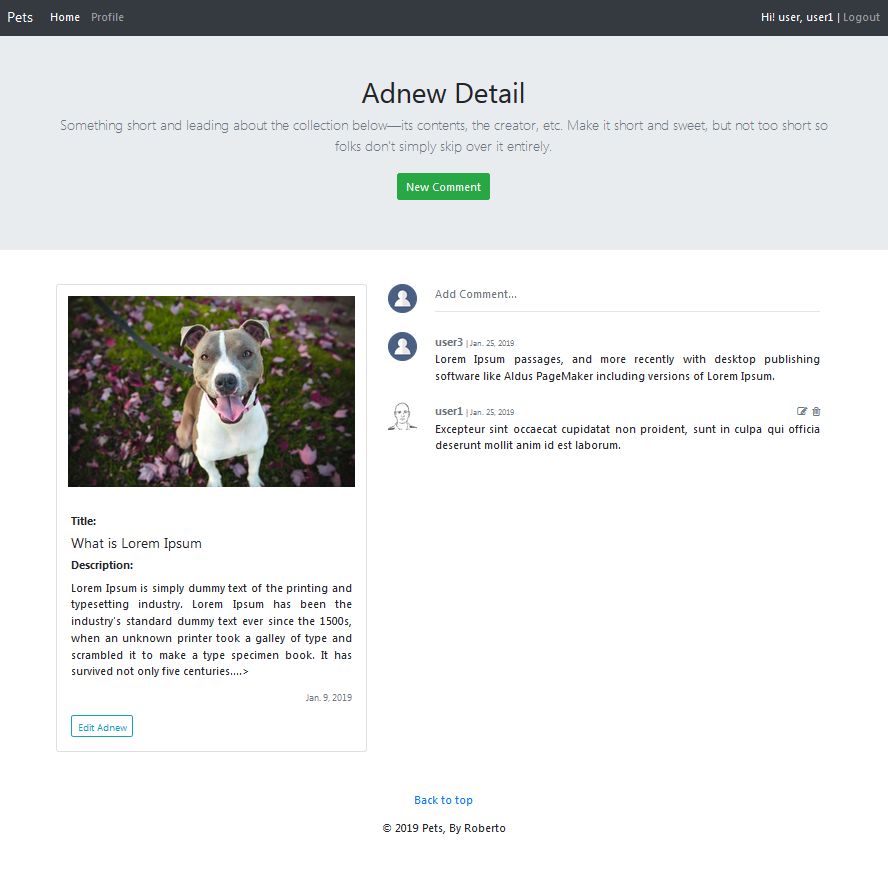 Pets Home Profile Hi! user, user1 | Logout
Adnew Detail
Something short and leading about the collection below—its contents, the creator, etc. Make it short and sweet, but not too short so
folks don't simply skip over it entirely.
New Comment
Title:
What is Lorem Ipsum
Description:
Lorem Ipsum is simply dummy text of the printing and
typesetting industry. Lorem Ipsum has been the
industry's standard dummy text ever since the 1500s,
when an unknown printer took a galley of type and
scrambled it to make a type specimen book. It has
survived not only five centuries....>
Jan. 9, 2019
Edit Adnew
Add Comment...
user3 | Jan. 25, 2019
Lorem Ipsum passages, and more recently with desktop publishing
software like Aldus PageMaker including versions of Lorem Ipsum.
user1 | Jan. 25, 2019
Excepteur sint occaecat cupidatat non proident, sunt in culpa qui officia
deserunt mollit anim id est laborum.
Back to top
© 2019 Pets, By Roberto